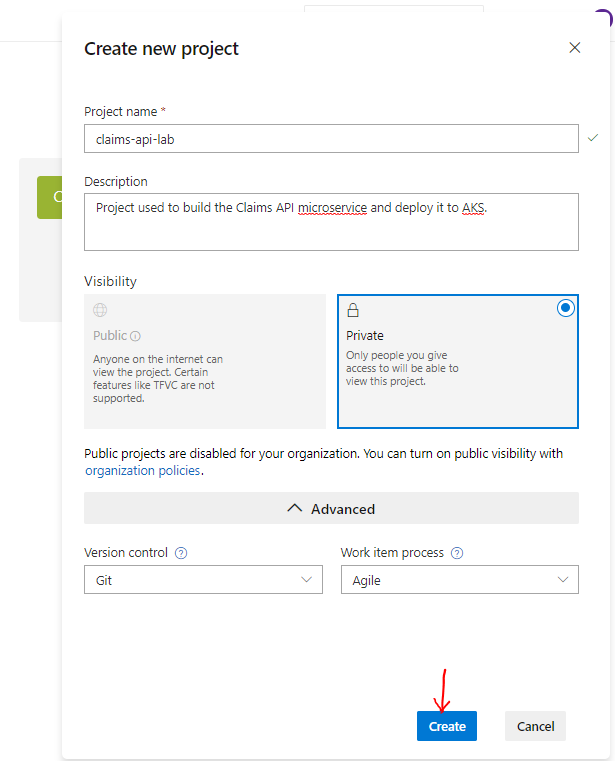 Create new project
Project name *
claims-api-lab
Description
Project used to build the Claims API microservice and deploy it to AKS.
Visibility
Public
Anyone on the internet can
view the project. Certain
features like TFVC are not
supported.
Private
Only people you give
access to will be able to
view this project.
Public projects are disabled for your organization. You can turn on public visibility with
organization policies.
Advanced
Version control
Work item process
Git
Agile
Create
Cancel